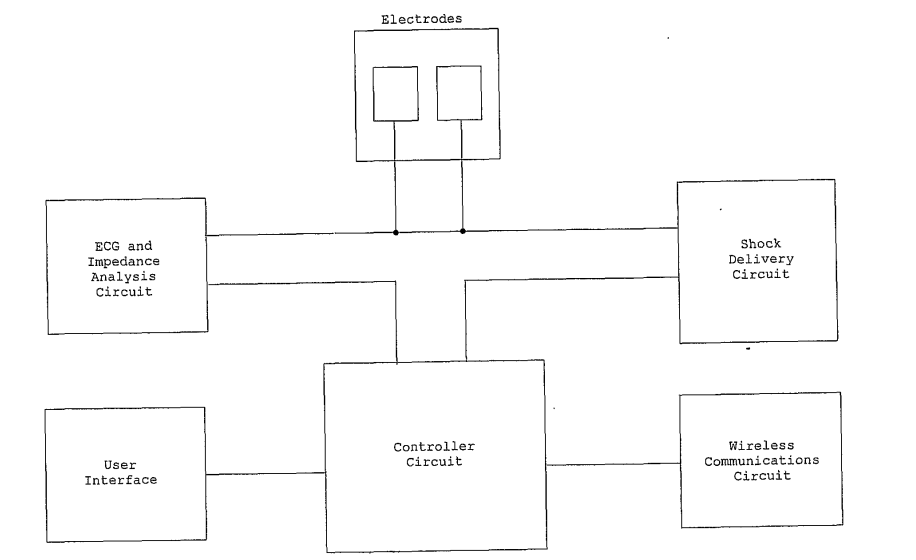 Electrodes
ECG and
Impedance
Analysis
Circuit
Shock
Delivery
Circuit
User
Interface
Controller
Circuit
Wireless
Communications
Circuit